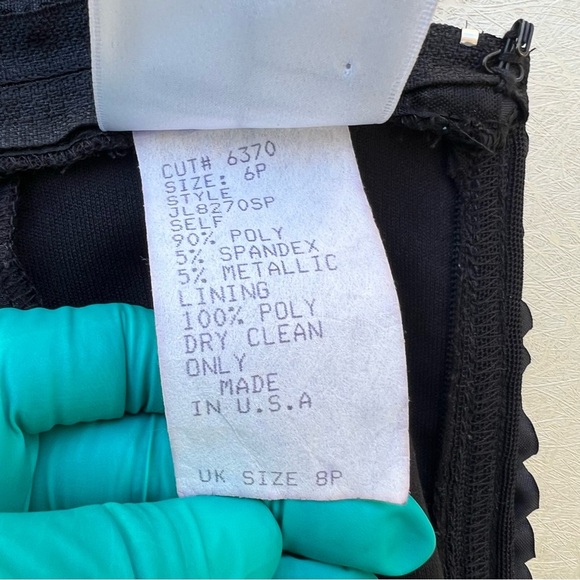 CUT# 6370
SIZE: 6P
STYLE
JL8270SP
SELF
90% POLY
5% SPANDEX
5% METALLIC
LINING
100% POLY
DRY CLEAN
ONLY
MADE
IN U.S.A
UK SIZE 8P